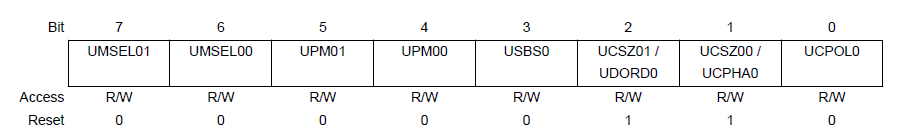 Bit 7 6 5 4 3 2 1 0
UMSEL01 UMSEL00 UPM01 UPM00 USBS0 UCSZ01 / UCSZ00 / UCPOL0
UDORD0 UCPHA0
Access R/W R/W R/W R/W R/W R/W R/W R/W
Reset 0 0 0 0 0 1 1 0